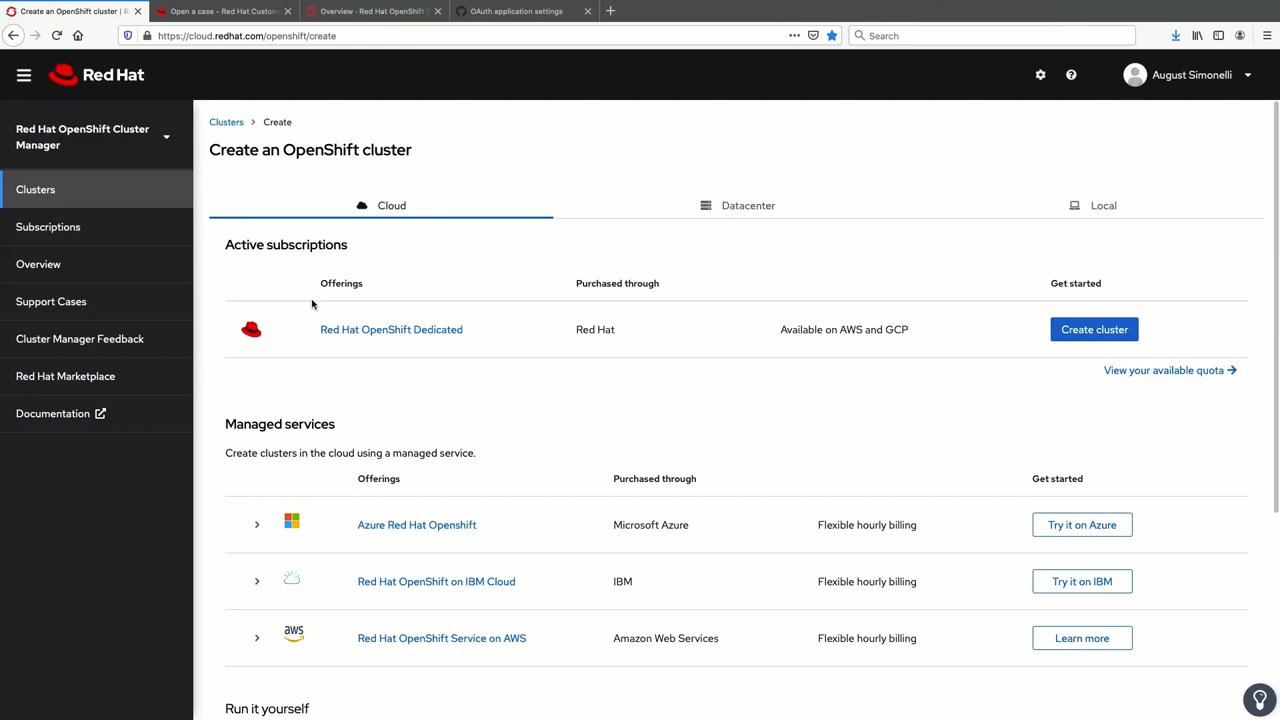 Create an OpenShift cluster | R
Open a case - Red Hat Custom
Overview - Red Hat OpenShift D
OAuth application settings
https://cloud.redhat.com/openshift/create
Search
Red Hat
August Simonelli
Red Hat OpenShift Cluster
Manager
Clusters
Subscriptions
Overview
Support Cases
Cluster Manager Feedback
Red Hat Marketplace
Documentation
Clusters > Create
Create an OpenShift cluster
Cloud
Datacenter
Local
Active subscriptions
Offerings Purchased through Get started
Red Hat OpenShift Dedicated Red Hat Available on AWS and GCP Create cluster
View your available quota
Managed services
Create clusters in the cloud using a managed service.
Offerings Purchased through Get started
Azure Red Hat Openshift Microsoft Azure Flexible hourly billing Try it on Azure
Red Hat OpenShift on IBM Cloud IBM Flexible hourly billing Try it on IBM
aws Red Hat OpenShift Service on AWS Amazon Web Services Flexible hourly billing Learn more
Run it yourself